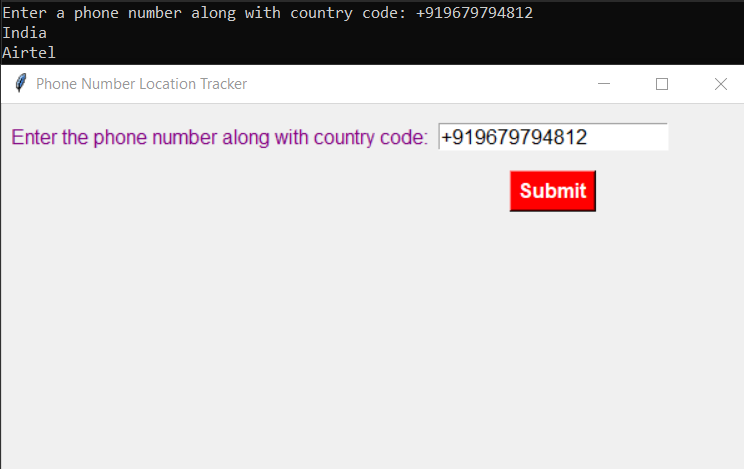 Enter a phone number along with country code: +919679794812
India
Airtel
Phone Number Location Tracker
Enter the phone number along with country code: +919679794812
Submit